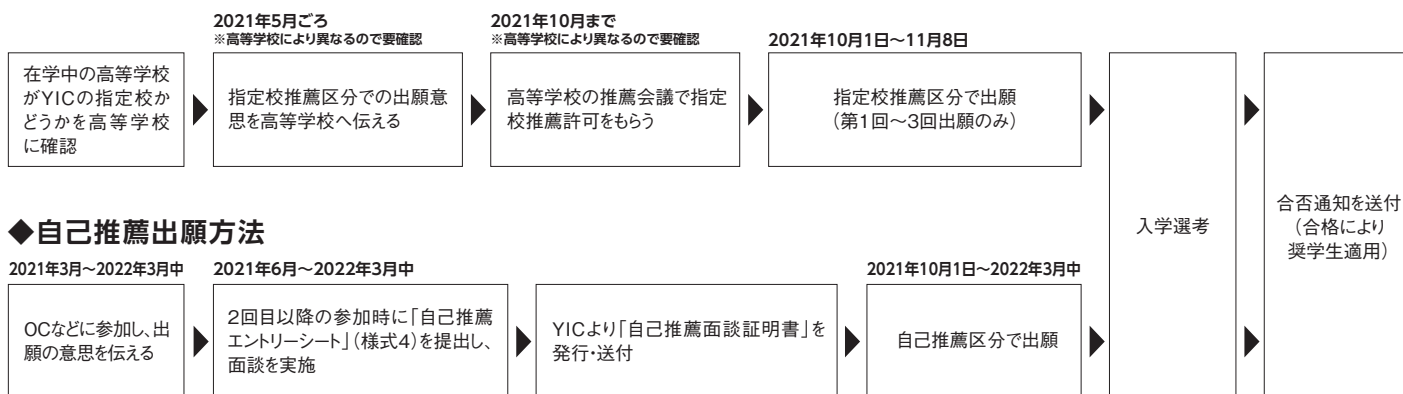 2021年5月ごろ
※高等学校により異なるので要確認
2021年10月まで
※高等学校により異なるので要確認
2021年10月1日〜11月8日
在学中の高等学校
がYICの指定校か
どうかを高等学校
に確認
指定校推薦区分での出願意
思を高等学校へ伝える
高等学校の推薦会議で指定
校推薦許可をもらう
指定校推薦区分で出願
（第1回〜3回出願のみ）
入学選考
合否通知を送付
（合格により
奨学生適用）
◆自己推薦出願方法
2021年3月〜2022年3月中
2021年6月〜2022年3月中
2021年10月1日〜2022年3月中
OCなどに参加し、出
願の意思を伝える
2回目以降の参加時に「自己推薦
エントリーシート」（様式4）を提出し、
面談を実施
YICより「自己推薦面談証明書」を
発行・送付
自己推薦区分で出願